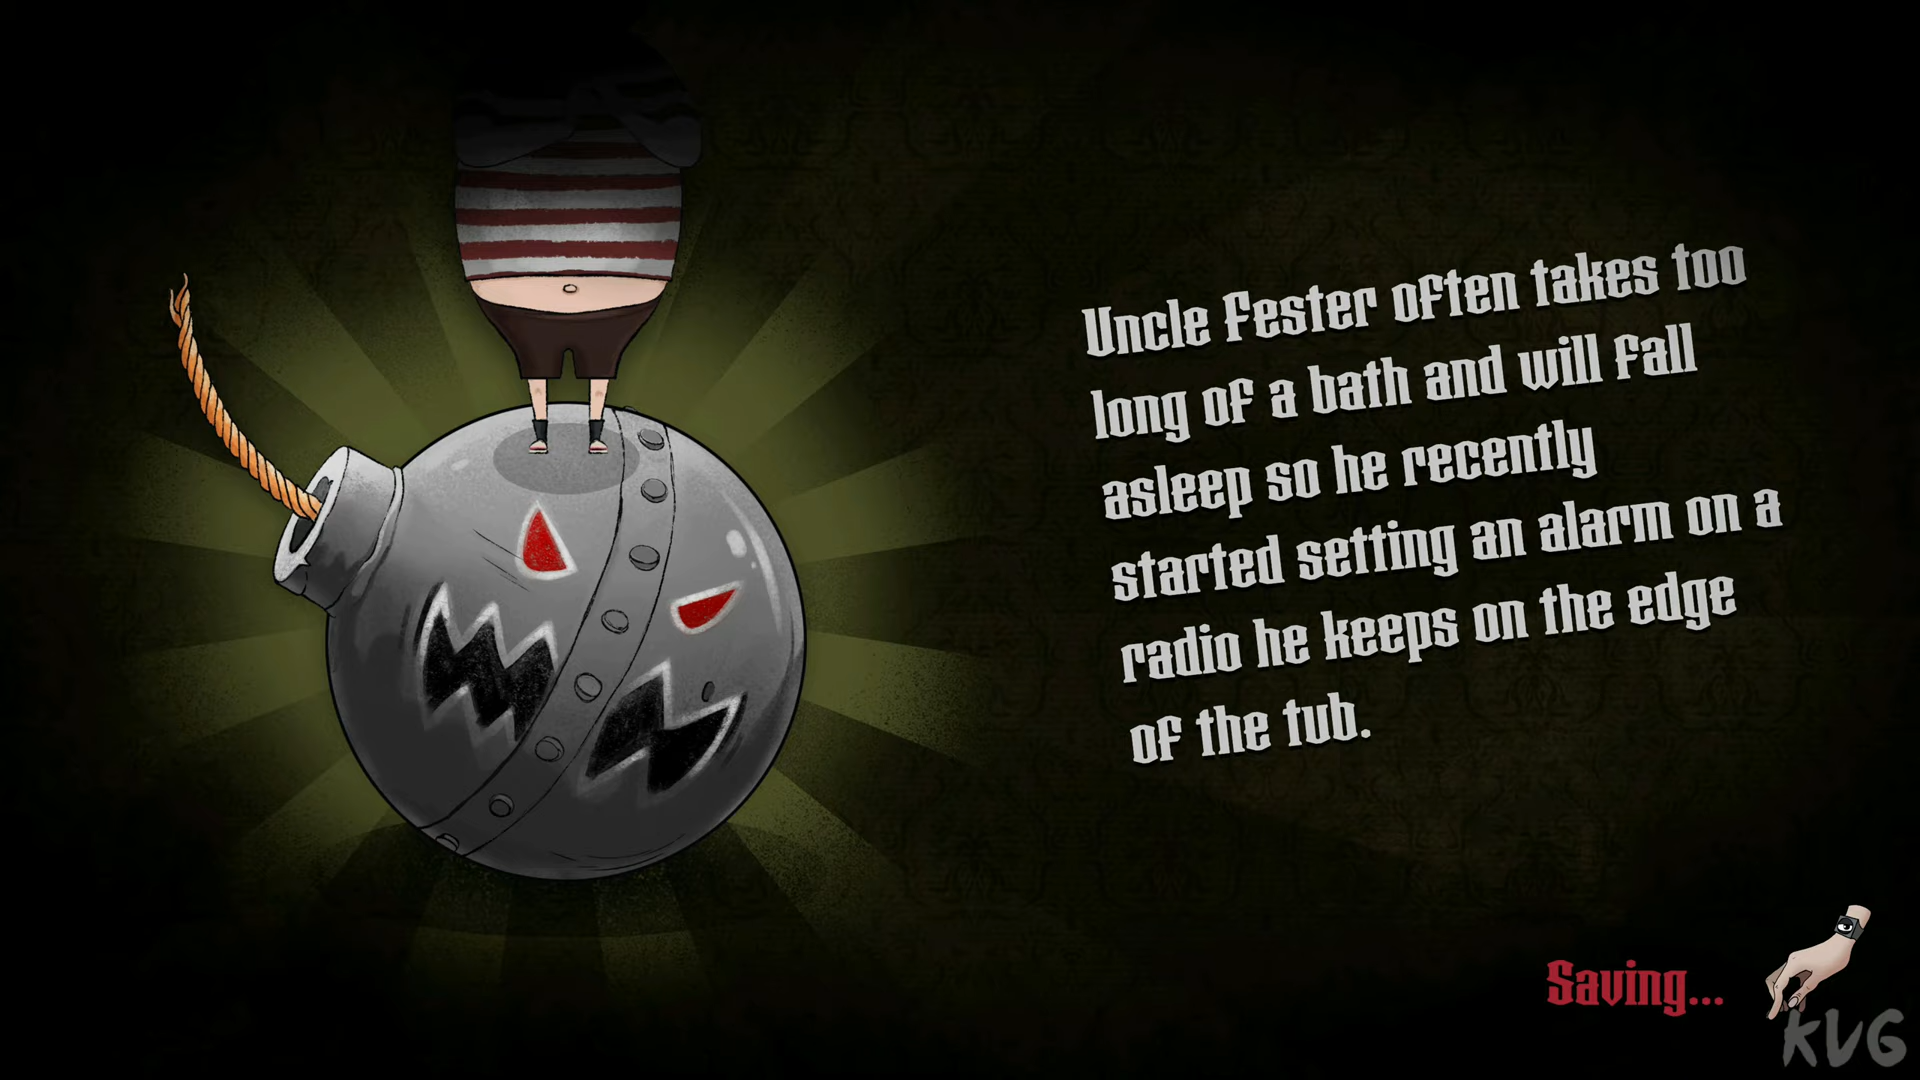 Uncle Fester often takes too
long of a bath and will fall
asleep so he recently
started setting an alarm on a
radio he keeps on the edge
of the tub.
Saving...
KVG